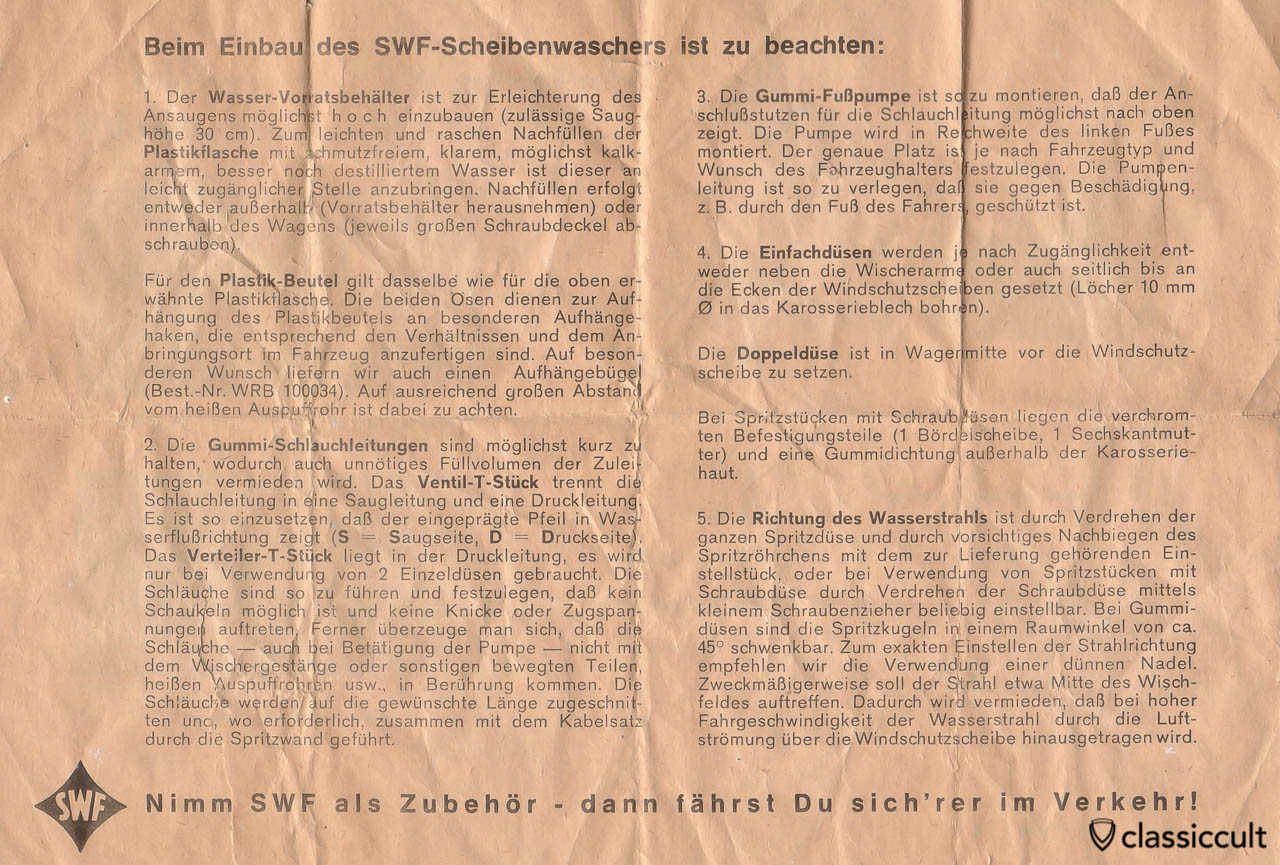 Beim Einbau des SWF-Scheibenwaschers ist zu beachten:
1. Der Wasser-Vorratsbehälter ist zur Erleichterung des
Ansaugens möglichst hoch einzubauen (zulässige Saug-
höhe 30 cm). Zum leichten und raschen Nachfüllen der
Plastikflasche mit schmutzfreiem, klarem, möglichst kalk-
armem, besser noch destilliertem Wasser ist dieser an
leicht zugänglicher Stelle anzubringen. Nachfüllen erfolgt
entweder außerhalb (Vorratsbehälter herausnehmen) oder
innerhalb des Wagens (jeweils großen Schraubdeckel ab-
schrauben).
Für den Plastik-Beutel gilt dasselbe wie für die oben er-
wähnte Plastikflasche. Die beiden Ösen dienen zur Auf-
hängung des Plastikbeutels an besonderen Aufhänge-
haken, die entsprechend den Verhältnissen und dem An-
bringungsort im Fahrzeug anzufertigen sind. Auf beson-
deren Wunsch liefern wir auch einen Aufhängebügel
(Best.-Nr. WRB 100034). Auf ausreichend großen Abstand
vom heißen Auspuffrohr ist dabei zu achten.
2. Die Gummi-Schlauchleitungen sind möglichst kurz zu
halten, wodurch auch unnötiges Füllvolumen der Zulei-
tungen vermieden wird. Das Ventil-T-Stück trennt die
Schlauchleitung in eine Saugleitung und eine Druckleitung.
Es ist so einzusetzen, daß der eingeprägte Pfeil in Was-
serflußrichtung zeigt (S = Saugseite, D = Druckseite).
Das Verteiler-T-Stück liegt in der Druckleitung, es wird
nur bei Verwendung von 2 Einzeldüsen gebraucht. Die
Schläuche sind so zu führen und festzulegen, daß kein
Schaukeln möglich ist und keine Knicke oder Zugspan-
nungen auftreten. Ferner überzeuge man sich, daß die
Schläuche — auch bei Betätigung der Pumpe — nicht mit
dem Wischergestänge oder sonstigen bewegten Teilen,
heißen Auspuffrohren usw., in Berührung kommen. Die
Schläuche werden auf die gewünschte Länge zugeschnit-
ten und, wo erforderlich, zusammen mit dem Kabelsatz
durch die Spritzwand geführt.
3. Die Gummi-Fußpumpe ist so zu montieren, daß der An-
schlußstutzen für die Schlauchleitung möglichst nach oben
zeigt. Die Pumpe wird in Reichweite des linken Fußes
montiert. Der genaue Platz ist je nach Fahrzeugtyp und
Wunsch des Fahrzeughalters festzulegen. Die Pumpen-
leitung ist so zu verlegen, daß sie gegen Beschädigung,
z. B. durch den Fuß des Fahrers, geschützt ist.
4. Die Einfachdüsen werden je nach Zugänglichkeit ent-
weder neben die Wischerarme oder auch seitlich bis an
die Ecken der Windschutzscheiben gesetzt (Löcher 10 mm
Ø in das Karosserieblech bohren).
Die Doppeldüse ist in Wagenmitte vor die Windschutz-
scheibe zu setzen.
Bei Spritzstücken mit Schraubdüsen liegen die verchrom-
ten Befestigungsteile (1 Bördelscheibe, 1 Sechskantmut-
ter) und eine Gummidichtung außerhalb der Karosserie-
haut.
5. Die Richtung des Wasserstrahls ist durch Verdrehen der
ganzen Spritzdüse und durch vorsichtiges Nachbiegen des
Spritzröhrchens mit dem zur Lieferung gehörenden Ein-
stellstück, oder bei Verwendung von Spritzstücken mit
Schraubdüse durch Verdrehen der Schraubdüse mittels
kleinem Schraubenzieher beliebig einstellbar. Bei Gummi-
düsen sind die Spritzkugeln in einem Raumwinkel von ca.
45° schwenkbar. Zum exakten Einstellen der Strahlrichtung
empfehlen wir die Verwendung einer dünnen Nadel.
Zweckmäßigerweise soll der Strahl etwa Mitte des Wisch-
feldes auftreffen. Dadurch wird vermieden, daß bei hoher
Fahrgeschwindigkeit der Wasserstrahl durch die Luft-
strömung über die Windschutzscheibe hinausgetragen wird.
SWF
Nimm SWF als Zubehör - dann fährst Du sich'rer im Verkehr!
classiccult